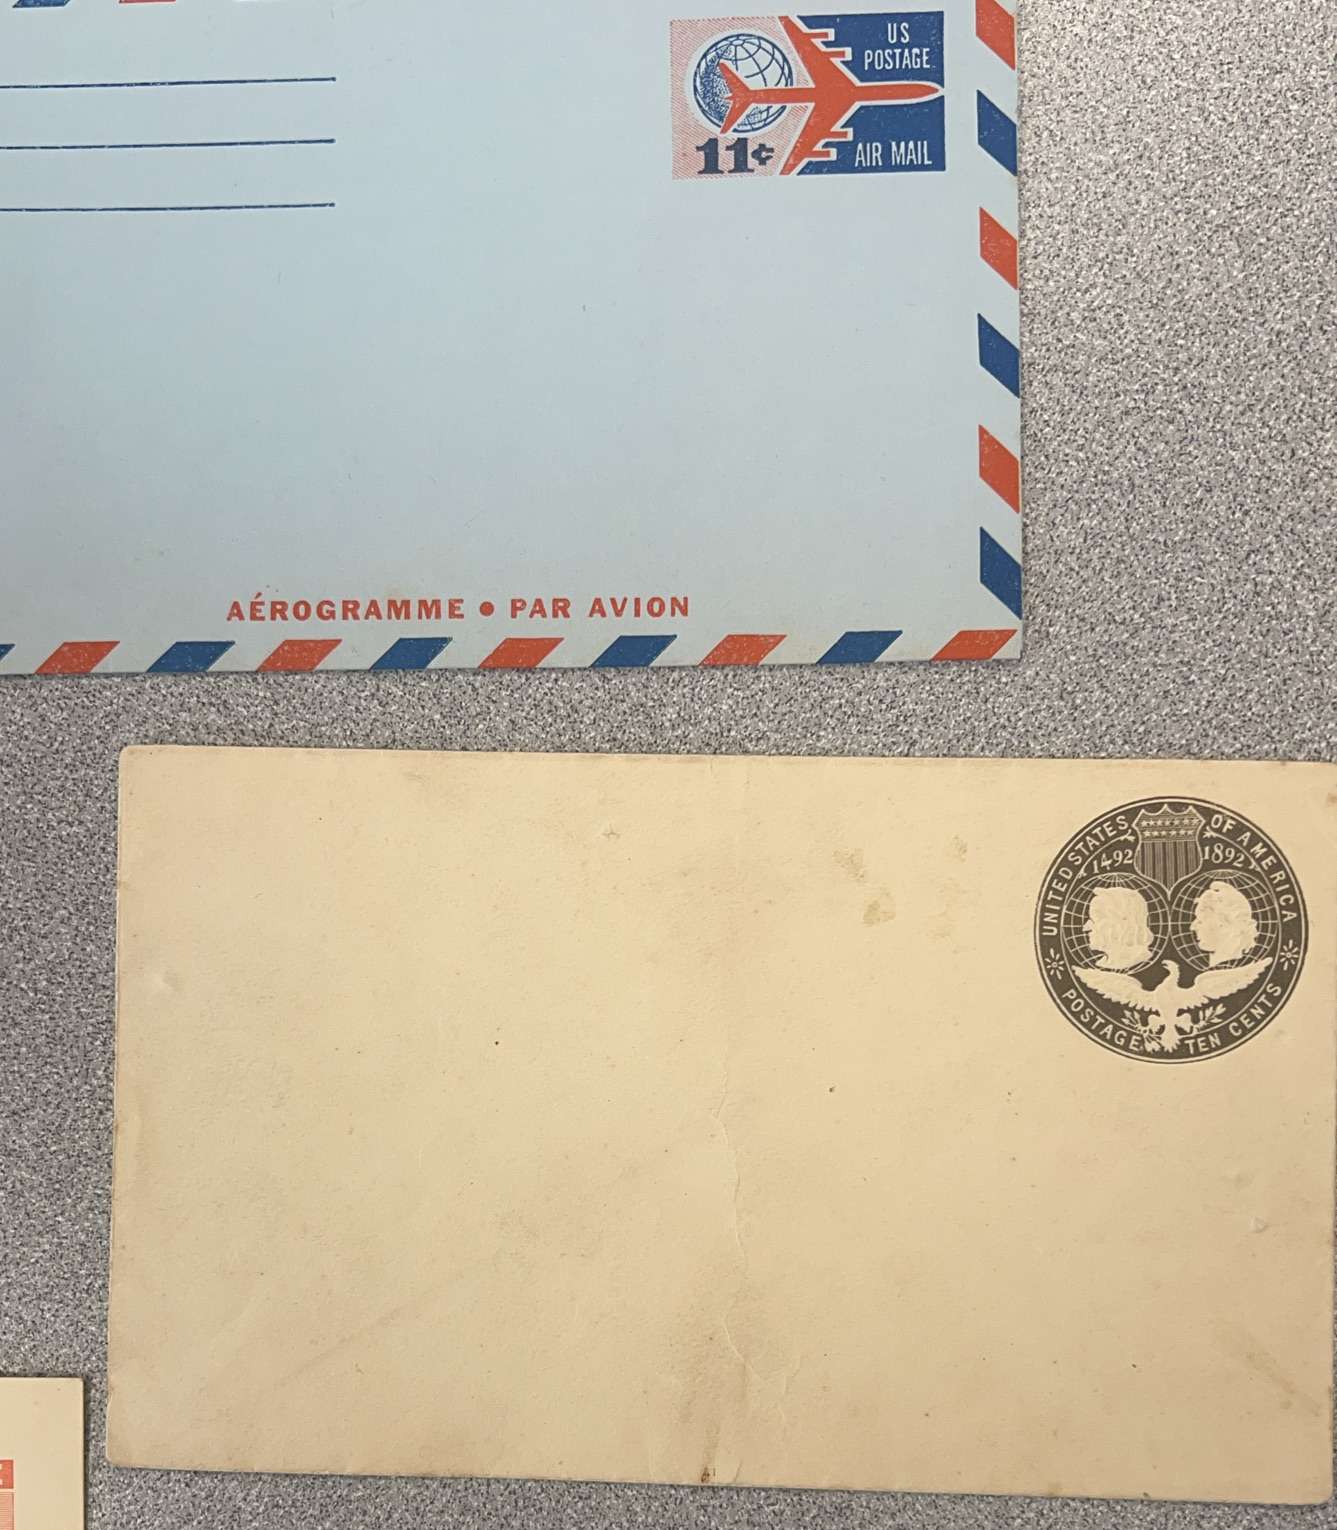 US
POSTAGE
11¢
AIR MAIL
AÉROGRAMME • PAR AVION
UNITED STATES OF AMERICA
1492 1892
POSTAGE TEN CENTS